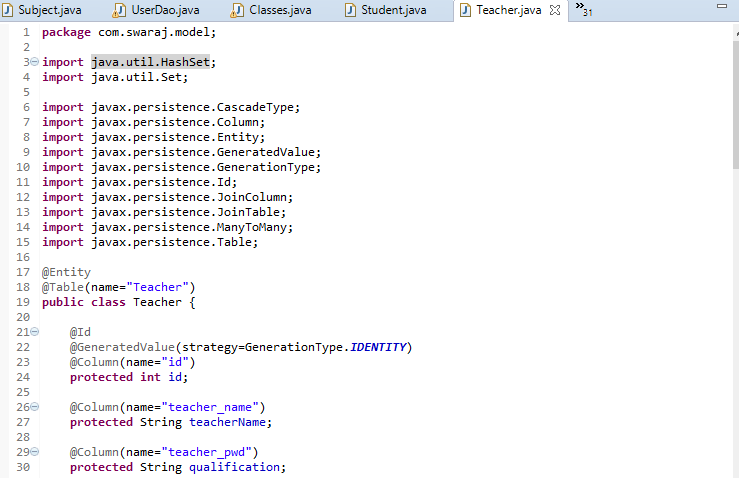 Subject.java UserDao.java Classes.java Student.java Teacher.java »31
1 package com.swaraj.model;
2
3 import java.util.HashSet;
4 import java.util.Set;
5
6 import javax.persistence.CascadeType;
7 import javax.persistence.Column;
8 import javax.persistence.Entity;
9 import javax.persistence.GeneratedValue;
10 import javax.persistence.GenerationType;
11 import javax.persistence.Id;
12 import javax.persistence.JoinColumn;
13 import javax.persistence.JoinTable;
14 import javax.persistence.ManyToMany;
15 import javax.persistence.Table;
16
17 @Entity
18 @Table(name="Teacher")
19 public class Teacher {
20
21 @Id
22 @GeneratedValue(strategy=GenerationType.IDENTITY)
23 @Column(name="id")
24 protected int id;
25
26 @Column(name="teacher_name")
27 protected String teacherName;
28
29 @Column(name="teacher_pwd")
30 protected String qualification;